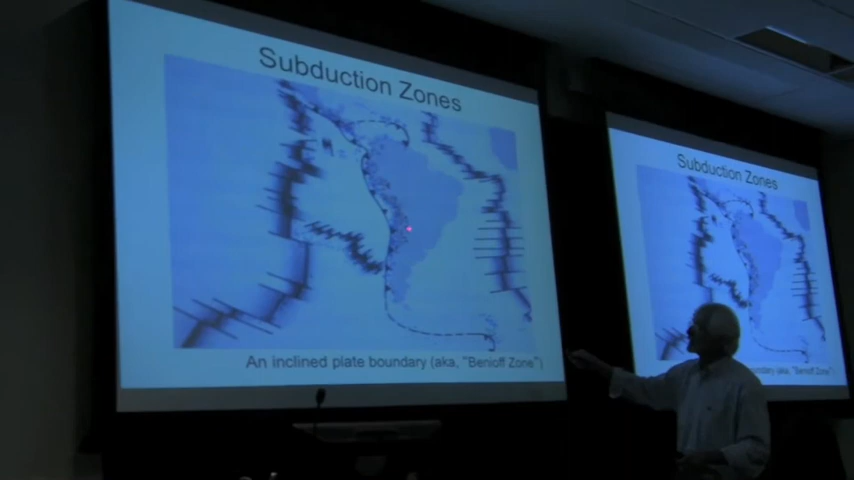 Subduction Zones
An inclined plate boundary (aka, "Benioff Zone")
Subduction Zones
boundary (aka, "Benioff Zone")